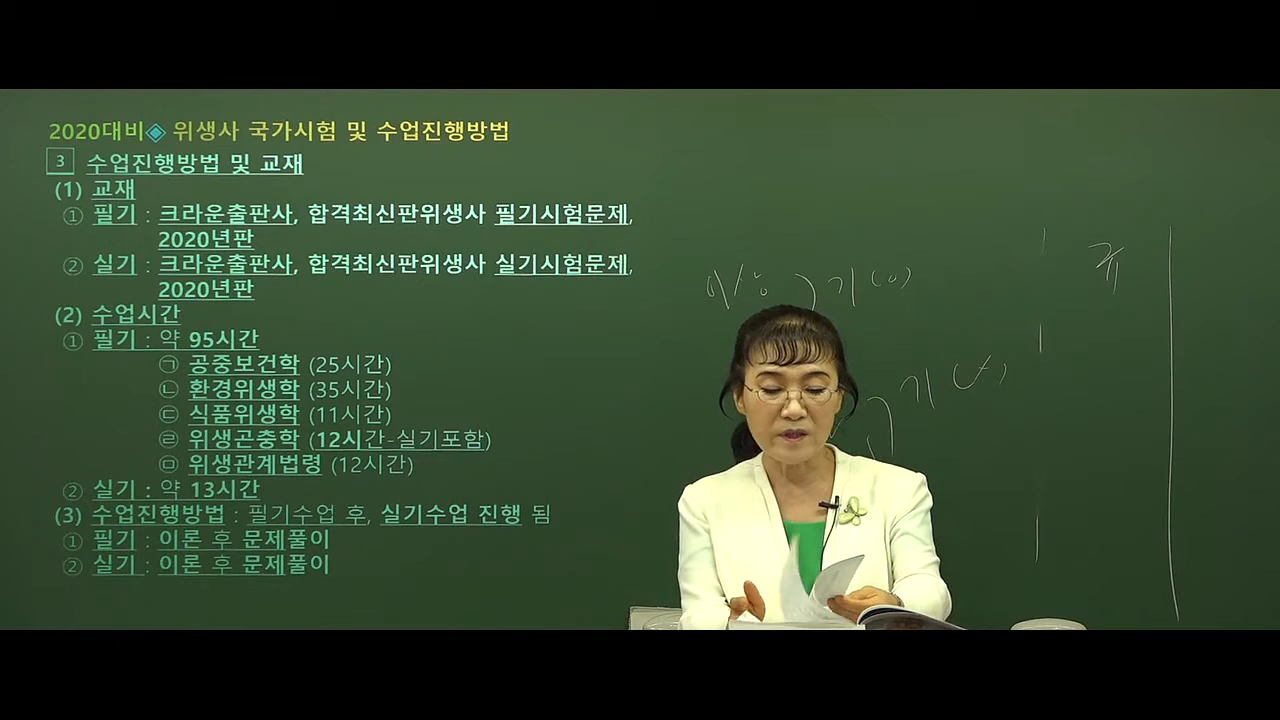 2020대비◈ 위생사 국가시험 및 수업진행방법
3 수업진행방법 및 교재
(1) 교재
① 필기 : 크라운출판사, 합격최신판위생사 필기시험문제,
2020년판
② 실기 : 크라운출판사, 합격최신판위생사 실기시험문제,
2020년판
(2) 수업시간
① 필기 : 약 95시간
㉠ 공중보건학 (25시간)
㉡ 환경위생학 (35시간)
㉢ 식품위생학 (11시간)
㉣ 위생곤충학 (12시간-실기포함)
㉤ 위생관계법령 (12시간)
② 실기 : 약 13시간
(3) 수업진행방법 : 필기수업 후, 실기수업 진행 됨
① 필기 : 이론 후 문제풀이
② 실기 : 이론 후 문제풀이